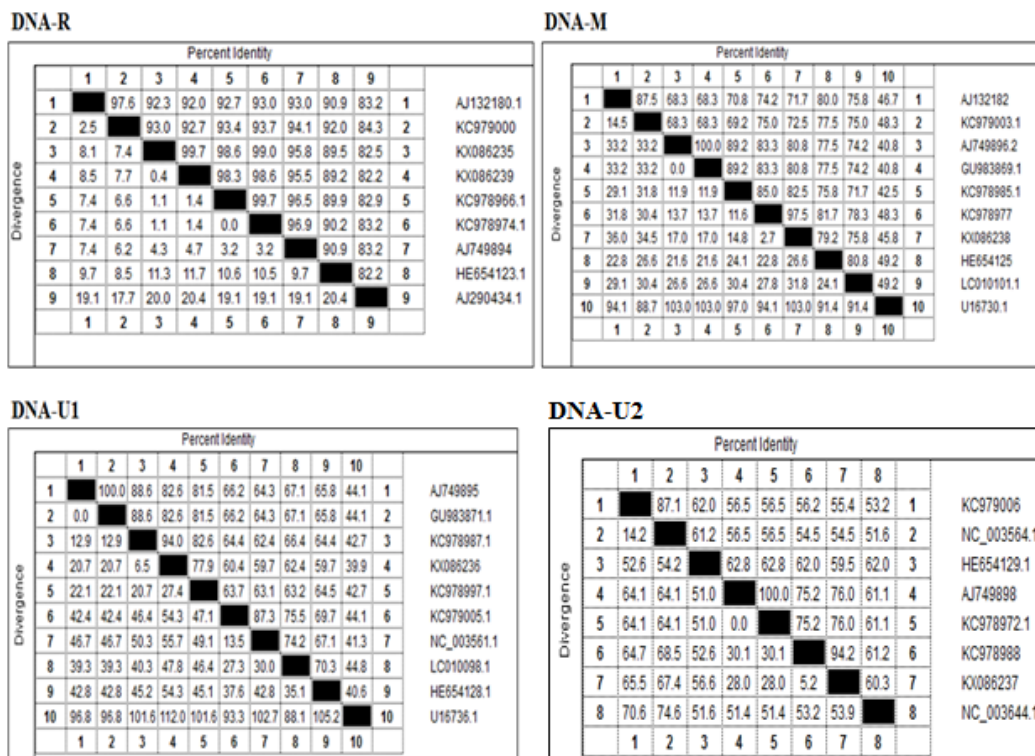 DNA-R
Percent Identity
1 2 3 4 5 6 7 8 9
1 97.6 92.3 92.0 92.7 93.0 93.0 90.9 83.2 1 AJ132180.1
2 2.5 93.0 92.7 93.4 93.7 94.1 92.0 84.3 2 KC979000
3 8.1 7.4 99.7 98.6 99.0 95.8 89.5 82.5 3 KX086235
4 8.5 7.7 0.4 98.3 98.6 95.5 89.2 82.2 4 KX086239
5 7.4 6.6 1.1 1.4 99.7 96.5 89.9 82.9 5 KC978966.1
6 7.4 6.6 1.1 1.4 0.0 96.9 90.2 83.2 6 KC978974.1
7 7.4 6.2 4.3 4.7 3.2 3.2 90.9 83.2 7 AJ749894
8 9.7 8.5 11.3 11.7 10.6 10.5 9.7 82.2 8 HE654123.1
9 19.1 17.7 20.0 20.4 19.1 19.1 19.1 20.4 9 AJ290434.1
1 2 3 4 5 6 7 8 9
Divergence
DNA-M
Percent Identity
1 2 3 4 5 6 7 8 9 10
1 87.5 68.3 68.3 70.8 74.2 71.7 80.0 75.8 46.7 1 AJ132182
2 14.5 68.3 68.3 69.2 75.0 72.5 77.5 75.0 48.3 2 KC979003.1
3 33.2 33.2 100.0 89.2 83.3 80.8 77.5 74.2 40.8 3 AJ749896.2
4 33.2 33.2 0.0 89.2 83.3 80.8 77.5 74.2 40.8 4 GU983869.1
5 29.1 31.8 11.9 11.9 85.0 82.5 75.8 71.7 42.5 5 KC978985.1
6 31.8 30.4 13.7 13.7 11.6 97.5 81.7 78.3 48.3 6 KC978977
7 36.0 34.5 17.0 17.0 14.8 2.7 79.2 75.8 45.8 7 KX086238
8 22.8 26.6 21.6 21.6 24.1 22.8 26.6 80.8 49.2 8 HE654125
9 29.1 30.4 26.6 26.6 30.4 27.8 31.8 24.1 49.2 9 LC010101.1
10 94.1 88.7 103.0 103.0 97.0 94.1 103.0 91.4 91.4 10 U16730.1
1 2 3 4 5 6 7 8 9 10
Divergence
DNA-U1
Percent Identity
1 2 3 4 5 6 7 8 9 10
1 100.0 88.6 82.6 81.5 66.2 64.3 67.1 65.8 44.1 1 AJ749895
2 0.0 88.6 82.6 81.5 66.2 64.3 67.1 65.8 44.1 2 GU983871.1
3 12.9 12.9 94.0 82.6 64.4 62.4 66.4 64.4 42.7 3 KC978987.1
4 20.7 20.7 6.5 77.9 60.4 59.7 62.4 59.7 39.9 4 KX086236
5 22.1 22.1 20.7 27.4 63.7 63.1 63.2 64.5 42.7 5 KC978997.1
6 42.4 42.4 46.4 54.3 47.1 87.3 75.5 69.7 44.1 6 KC979005.1
7 46.7 46.7 50.3 55.7 49.1 13.5 74.2 67.1 41.3 7 NC_003561.1
8 39.3 39.3 40.3 47.8 46.4 27.3 30.0 70.3 44.8 8 LC010098.1
9 42.8 42.8 45.2 54.3 45.1 37.6 42.8 35.1 40.6 9 HE654128.1
10 96.8 96.8 101.6 112.0 101.6 93.3 102.7 88.1 105.2 10 U16736.1
1 2 3 4 5 6 7 8 9 10
Divergence
DNA-U2
Percent Identity
1 2 3 4 5 6 7 8
1 87.1 62.0 56.5 56.5 56.2 55.4 53.2 1 KC979006
2 14.2 61.2 56.5 56.5 54.5 54.5 51.6 2 NC_003564.1
3 52.6 54.2 62.8 62.8 62.0 59.5 62.0 3 HE654129.1
4 64.1 64.1 51.0 100.0 75.2 76.0 61.1 4 AJ749898
5 64.1 64.1 51.0 0.0 75.2 76.0 61.1 5 KC978972.1
6 64.7 68.5 52.6 30.1 30.1 94.2 61.2 6 KC978988
7 65.5 67.4 56.6 28.0 28.0 5.2 60.3 7 KX086237
8 70.6 74.6 51.6 51.4 51.4 53.2 53.9 8 NC_003644.1
1 2 3 4 5 6 7 8
Divergence